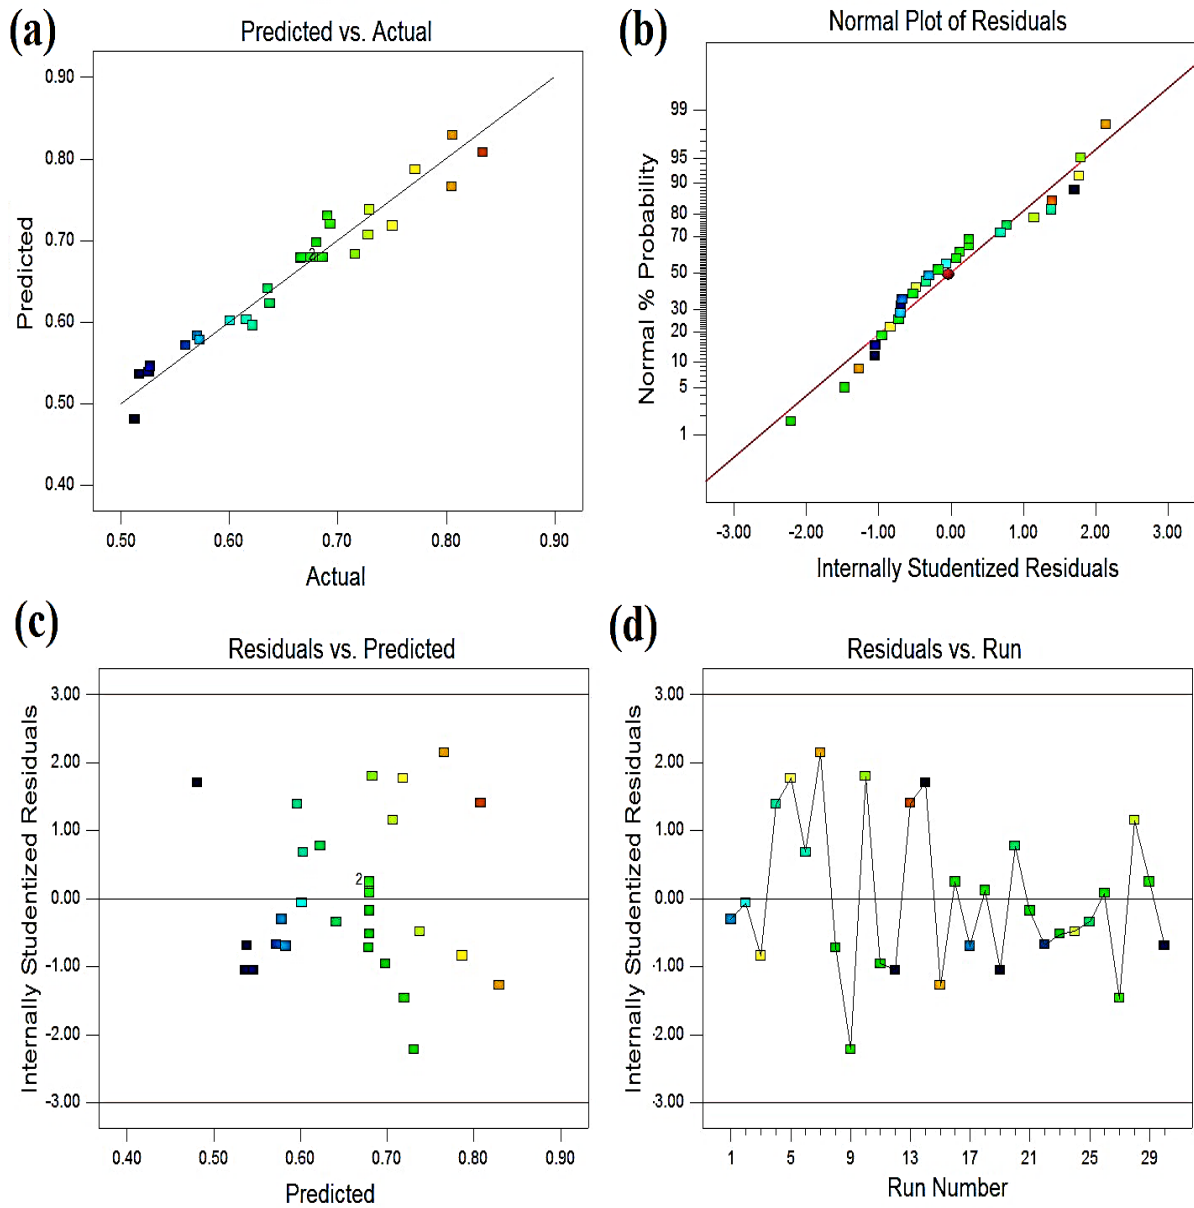 (a)
Predicted vs. Actual
0.90
0.80
0.70
0.60
0.50
0.40
Predicted
2
0.50 0.60 0.70 0.80 0.90
Actual
(b)
Normal Plot of Residuals
99
95
90
80
70
50
30
20
10
5
1
Normal % Probability
-3.00 -2.00 -1.00 0.00 1.00 2.00 3.00
Internally Studentized Residuals
(c)
Residuals vs. Predicted
3.00
2.00
1.00
0.00
-1.00
-2.00
-3.00
Internally Studentized Residuals
2
0.40 0.50 0.60 0.70 0.80 0.90
Predicted
(d)
Residuals vs. Run
3.00
2.00
1.00
0.00
-1.00
-2.00
-3.00
Internally Studentized Residuals
1 5 9 13 17 21 25 29
Run Number